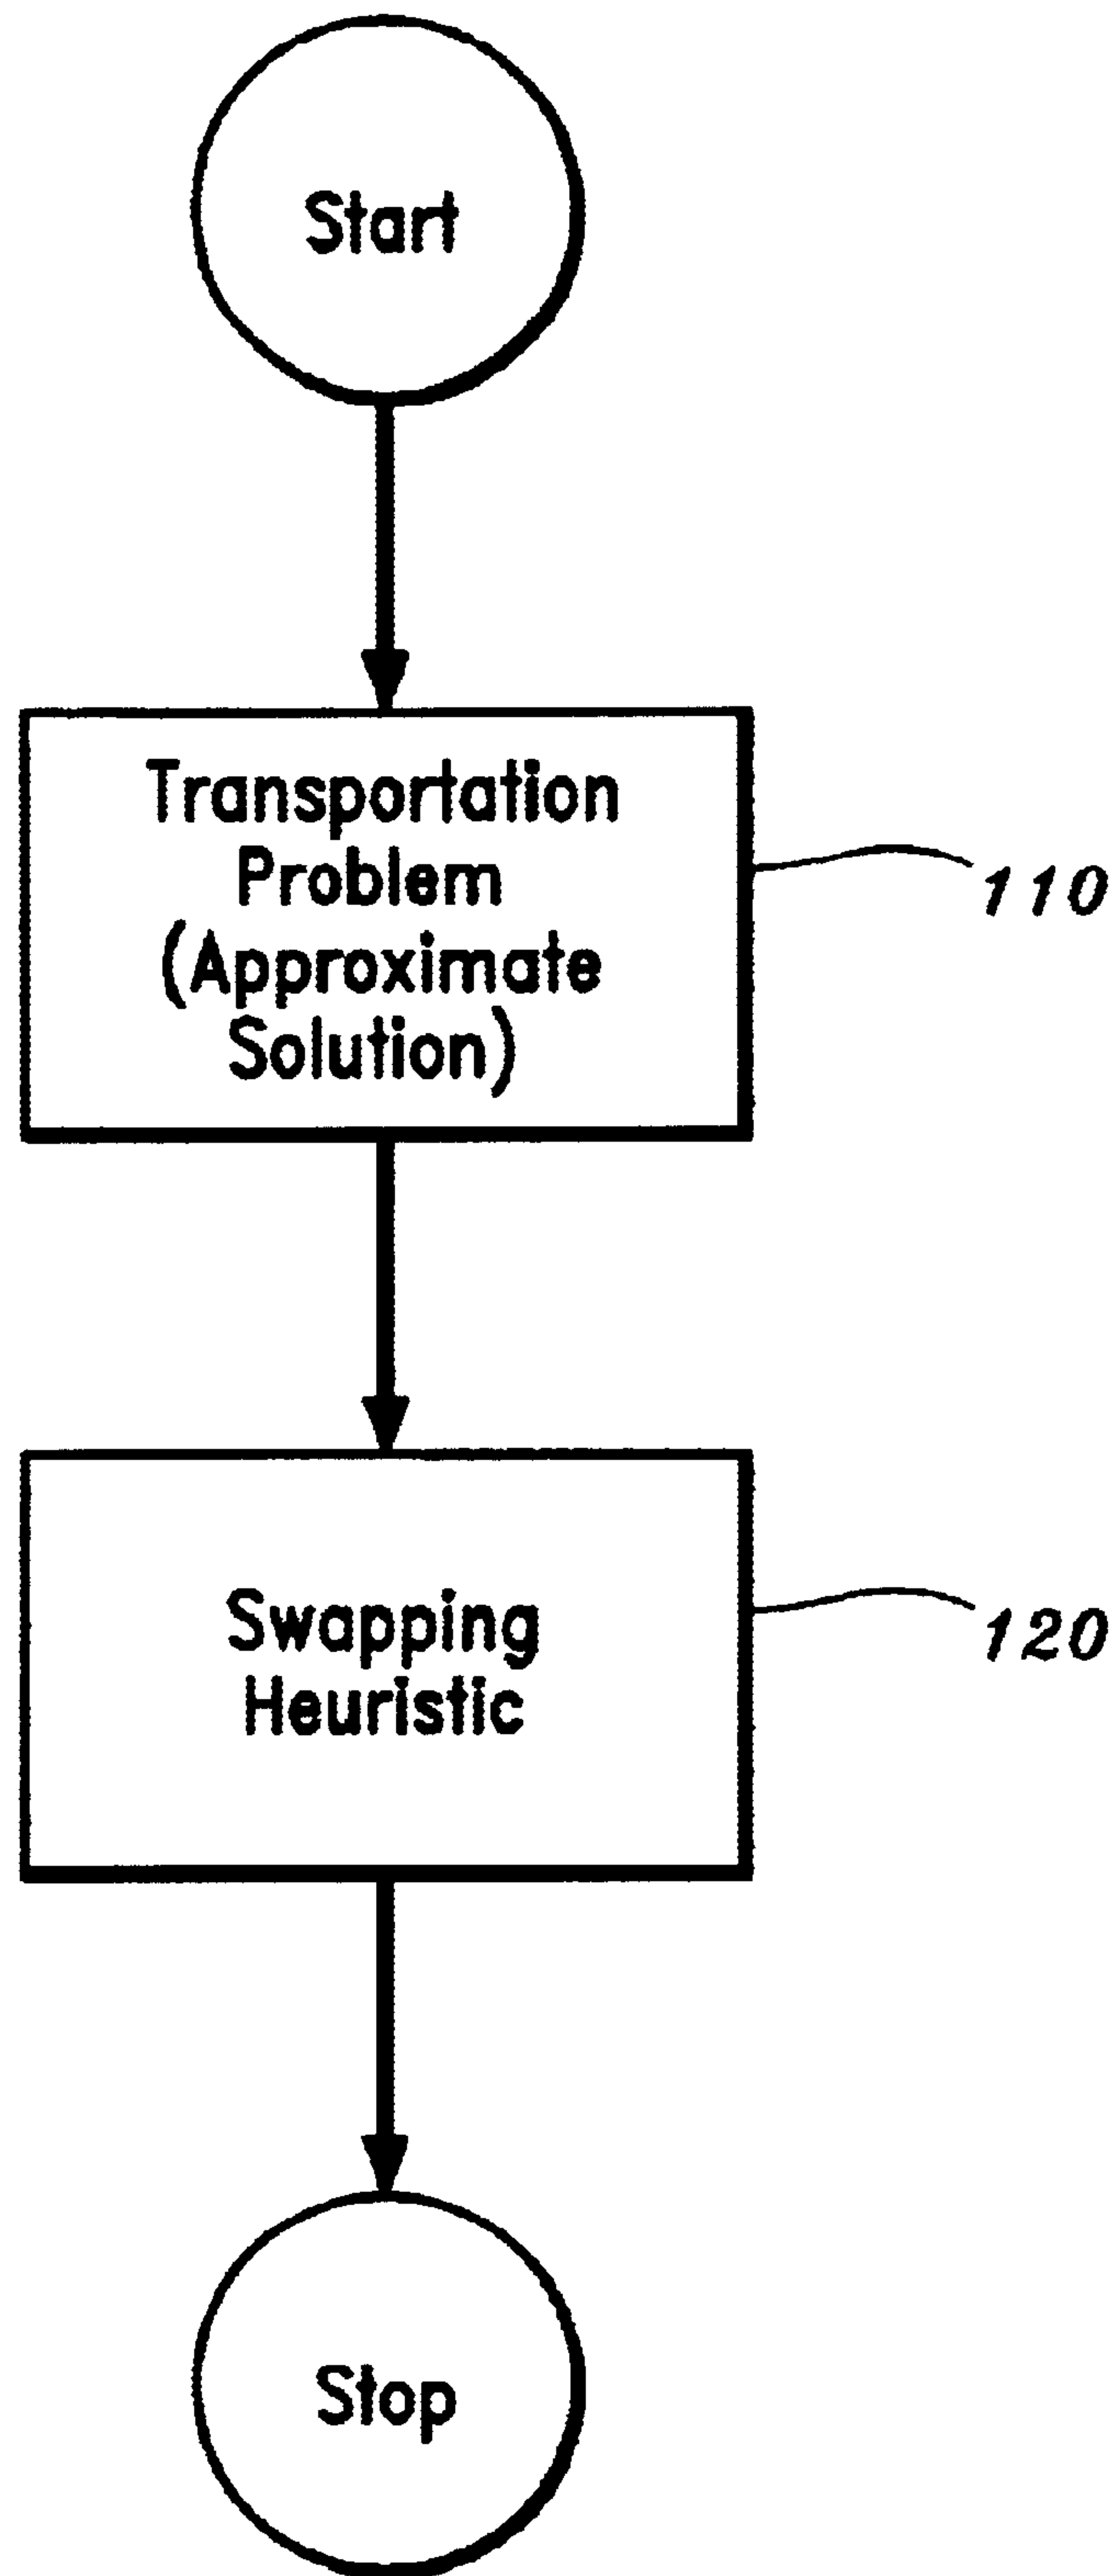 Start
Transportation
Problem
(Approximate
Solution)
110
Swapping
Heuristic
120
Stop